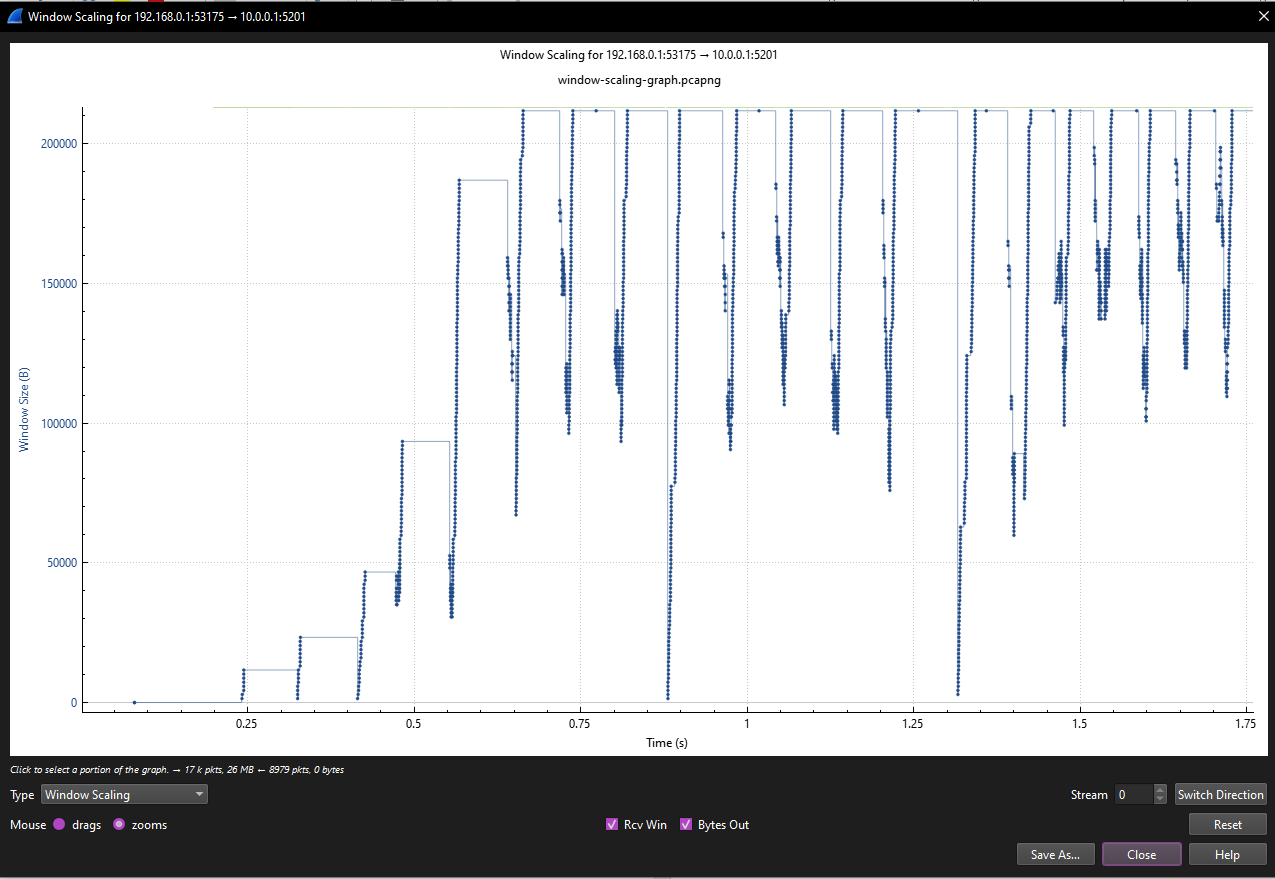 Window Scaling for 192.168.0.1:53175 → 10.0.0.1:5201
Window Scaling for 192.168.0.1:53175 → 10.0.0.1:5201
window-scaling-graph.pcapng
Window Size (B)
200000
150000
100000
50000
0
0.25
0.5
0.75
1
1.25
1.5
1.75
Time (s)
Click to select a portion of the graph. → 17 k pkts, 26 MB ← 8979 pkts, 0 bytes
Type Window Scaling Stream 0 Switch Direction
Mouse drags zooms Rcv Win Bytes Out Reset
Save As... Close Help